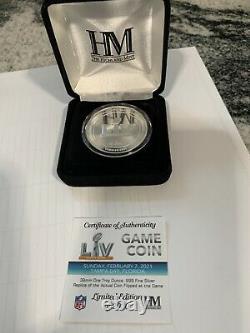 HM
THE HIGHLAND MINT
Certificate of Authenticity
LIV GAME
COIN
SUNDAY, FEBRUARY 7, 2021
TAMPA BAY, FLORIDA
39mm One Troy Ounce .999 Fine Silver
Replica of the Actual Coin Flipped at the Game
NFL
Limited Edition
HM